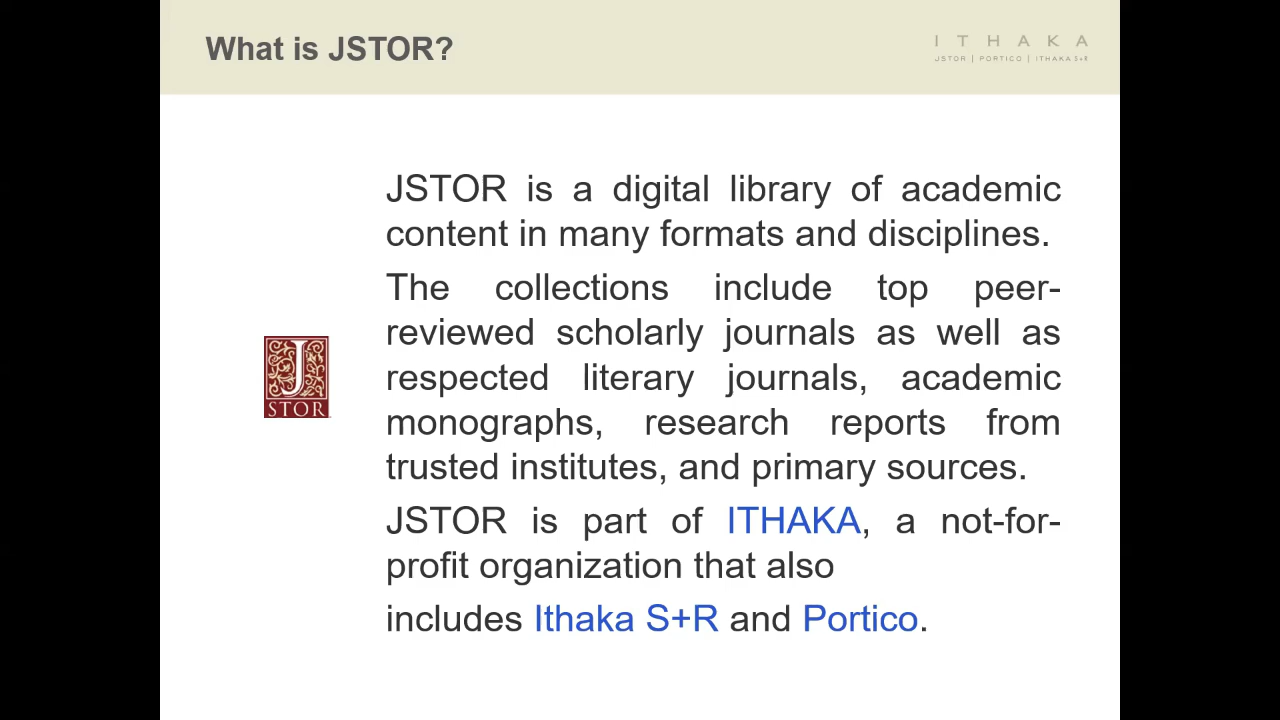 What is JSTOR?
ITHAKA
JSTOR | PORTICO | ITHAKA S+R
JSTOR is a digital library of academic
content in many formats and disciplines.
The collections include top peer-
reviewed scholarly journals as well as
respected literary journals, academic
monographs, research reports from
trusted institutes, and primary sources.
J
STOR
JSTOR is part of ITHAKA, a not-for-
profit organization that also
includes Ithaka S+R and Portico.